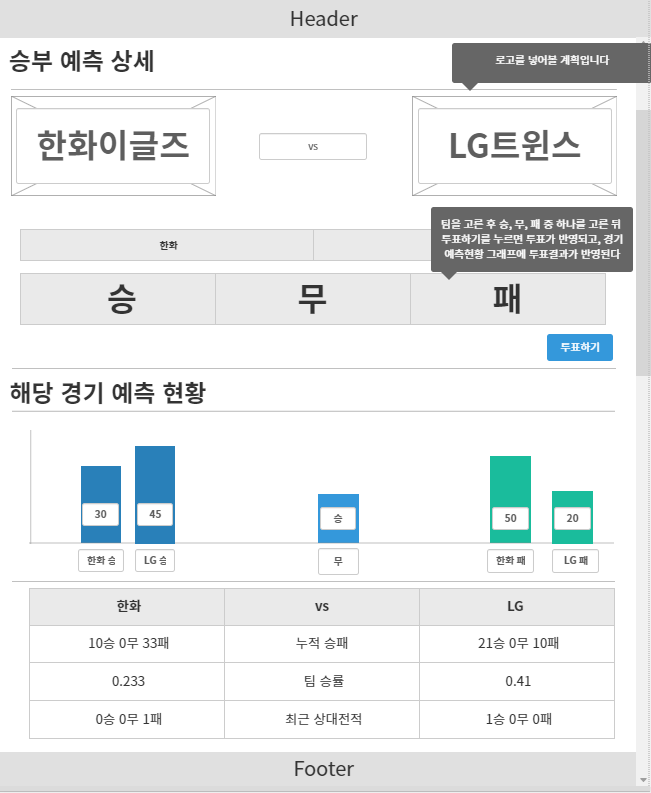 Header
승부 예측 상세
로고를 넣어볼 계획입니다
한화이글즈
vs
LG트윈스
팀을 고른 후 승, 무, 패 중 하나를 고른 뒤
투표하기를 누르면 투표가 반영되고, 경기
예측현황 그래프에 투표결과가 반영된다
한화
승 무 패
투표하기
해당 경기 예측 현황
30 45 승 50 20
한화 승 LG 승 무 한화 패 LG 패
한화 vs LG
10승 0무 33패 누적 승패 21승 0무 10패
0.233 팀 승률 0.41
0승 0무 1패 최근 상대전적 1승 0무 0패
Footer